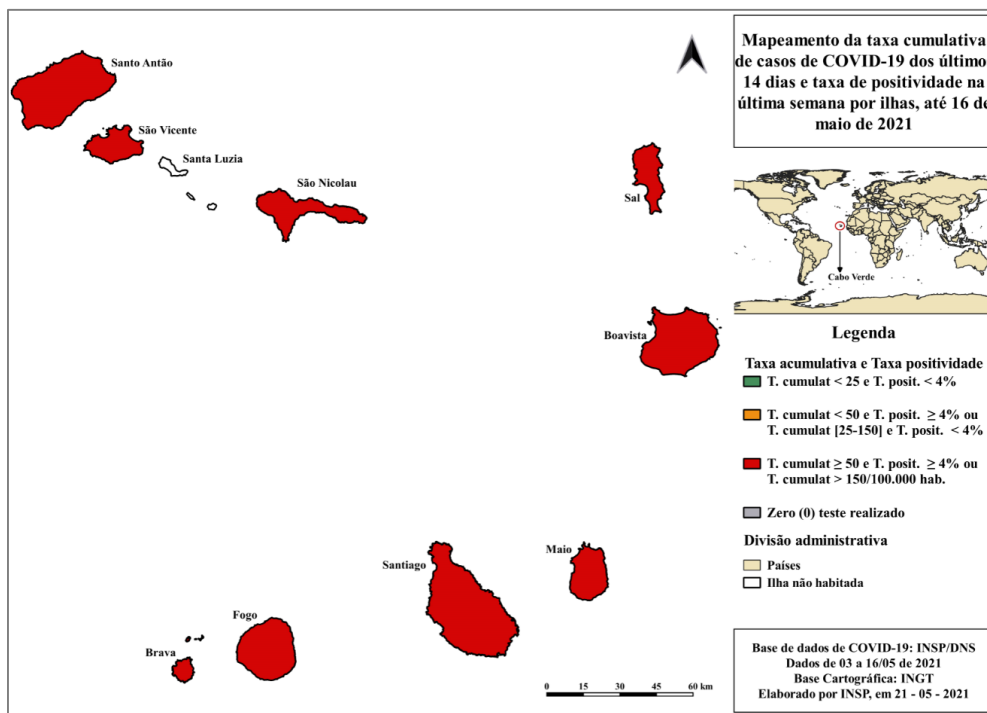 Mapeamento da taxa cumulativa
de casos de COVID-19 dos último
14 dias e taxa de positividade na
última semana por ilhas, até 16 de
maio de 2021
Santo Antão
São Vicente
Santa Luzia
São Nicolau
Sal
Boavista
Cabo Verde
Legenda
Taxa acumulativa e Taxa positividade
T. cumulat < 25 e T. posit. < 4%
T. cumulat < 50 e T. posit. ≥ 4% ou
T. cumulat [25-150] e T. posit. < 4%
T. cumulat ≥ 50 e T. posit. ≥ 4% ou
T. cumulat > 150/100.000 hab.
Zero (0) teste realizado
Divisão administrativa
Países
Ilha não habitada
Maio
Santiago
Fogo
Brava
0 15 30 45 60 km
Base de dados de COVID-19: INSP/DNS
Dados de 03 a 16/05 de 2021
Base Cartográfica: INGT
Elaborado por INSP, em 21 - 05 - 2021